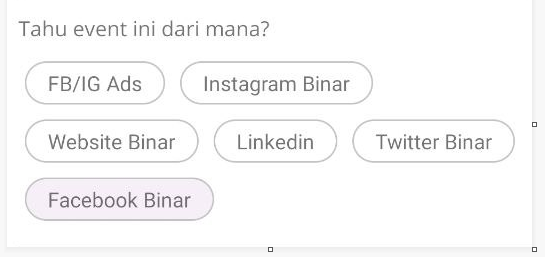 Tahu event ini dari mana?
FB/IG Ads Instagram Binar
Website Binar Linkedin Twitter Binar
Facebook Binar